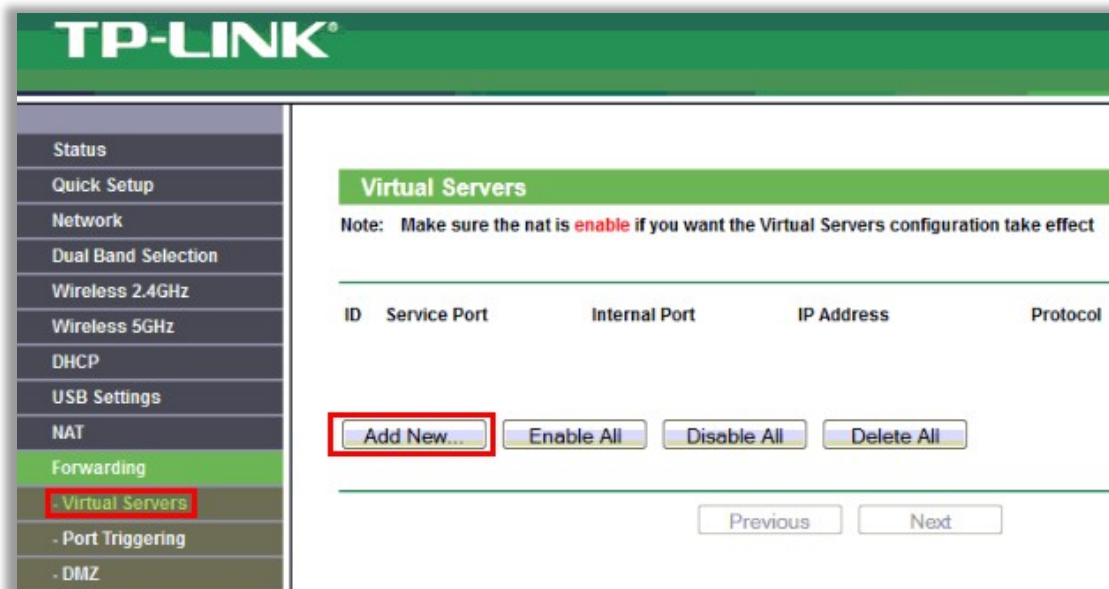 TP-LINK®
Status
Quick Setup
Network
Dual Band Selection
Wireless 2.4GHz
Wireless 5GHz
DHCP
USB Settings
NAT
Forwarding
- Virtual Servers
- Port Triggering
- DMZ
Virtual Servers
Note: Make sure the nat is enable if you want the Virtual Servers configuration take effect
ID Service Port Internal Port IP Address Protocol
Add New... Enable All Disable All Delete All
Previous Next